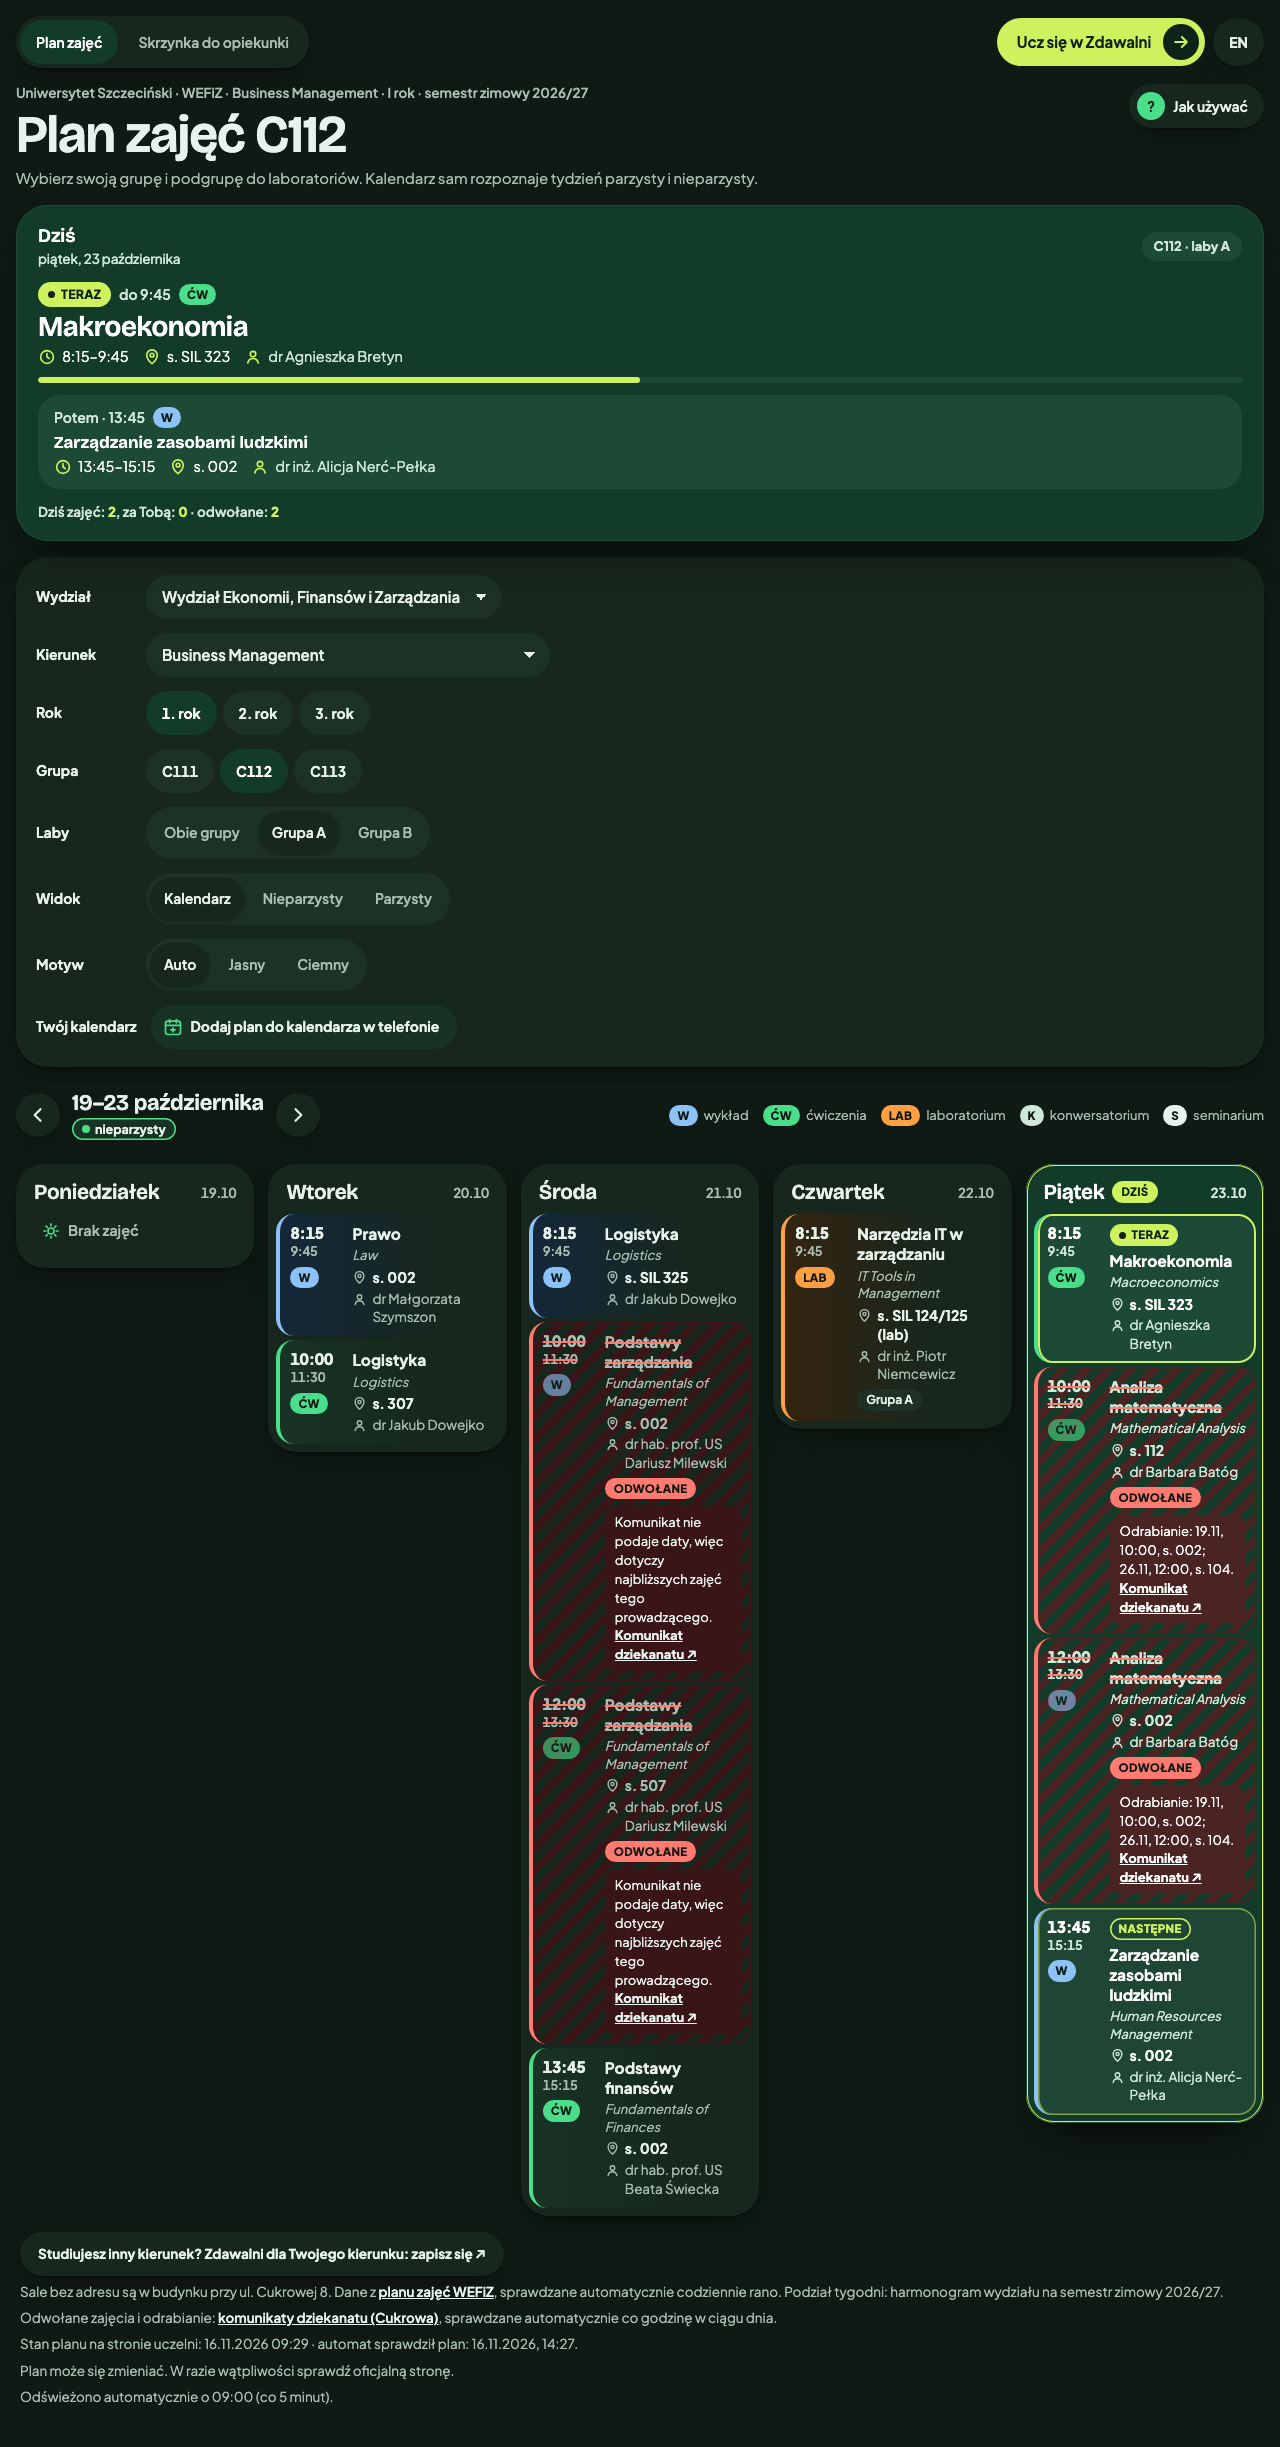 Plan zajęć
Skrzynka do opiekunki
Ucz się w Zdawalni
EN
Uniwersytet Szczeciński · WEFiZ · Business Management · I rok · semestr zimowy 2026/27
? Jak używać
Plan zajęć C112
Wybierz swoją grupę i podgrupę do laboratoriów. Kalendarz sam rozpoznaje tydzień parzysty i nieparzysty.
Dziś
piątek, 23 października
C112 · laby A
TERAZ do 9:45 ĆW
Makroekonomia
8:15–9:45 s. SIL 323 dr Agnieszka Bretyn
Potem · 13:45 W
Zarządzanie zasobami ludzkimi
13:45–15:15 s. 002 dr inż. Alicja Nerć-Pełka
Dziś zajęć: 2, za Tobą: 0 · odwołane: 2
Wydział Wydział Ekonomii, Finansów i Zarządzania
Kierunek Business Management
Rok 1. rok 2. rok 3. rok
Grupa C111 C112 C113
Laby Obie grupy Grupa A Grupa B
Widok Kalendarz Nieparzysty Parzysty
Motyw Auto Jasny Ciemny
Twój kalendarz Dodaj plan do kalendarza w telefonie
19–23 października
nieparzysty
W wykład ĆW ćwiczenia LAB laboratorium K konwersatorium S seminarium
Poniedziałek 19.10
Brak zajęć
Wtorek 20.10
8:15
9:45
W
Prawo
Law
s. 002
dr Małgorzata
Szymszon
10:00
11:30
ĆW
Logistyka
Logistics
s. 307
dr Jakub Dowejko
Środa 21.10
8:15
9:45
W
Logistyka
Logistics
s. SIL 325
dr Jakub Dowejko
10:00
11:30
W
Podstawy
zarządzania
Fundamentals of
Management
s. 002
dr hab. prof. US
Dariusz Milewski
ODWOŁANE
Komunikat nie
podaje daty, więc
dotyczy
najbliższych zajęć
tego
prowadzącego.
Komunikat
dziekanatu ↗
12:00
13:30
ĆW
Podstawy
zarządzania
Fundamentals of
Management
s. 507
dr hab. prof. US
Dariusz Milewski
ODWOŁANE
Komunikat nie
podaje daty, więc
dotyczy
najbliższych zajęć
tego
prowadzącego.
Komunikat
dziekanatu ↗
13:45
15:15
ĆW
Podstawy
finansów
Fundamentals of
Finances
s. 002
dr hab. prof. US
Beata Świecka
Czwartek 22.10
8:15
9:45
LAB
Narzędzia IT w
zarządzaniu
IT Tools in
Management
s. SIL 124/125
(lab)
dr inż. Piotr
Niemcewicz
Grupa A
Piątek DZIŚ 23.10
8:15
9:45
ĆW
TERAZ
Makroekonomia
Macroeconomics
s. SIL 323
dr Agnieszka
Bretyn
10:00
11:30
ĆW
Analiza
matematyczna
Mathematical Analysis
s. 112
dr Barbara Batóg
ODWOŁANE
Odrabianie: 19.11,
10:00, s. 002;
26.11, 12:00, s. 104.
Komunikat
dziekanatu ↗
12:00
13:30
W
Analiza
matematyczna
Mathematical Analysis
s. 002
dr Barbara Batóg
ODWOŁANE
Odrabianie: 19.11,
10:00, s. 002;
26.11, 12:00, s. 104.
Komunikat
dziekanatu ↗
13:45
15:15
W
NASTĘPNE
Zarządzanie
zasobami
ludzkimi
Human Resources
Management
s. 002
dr inż. Alicja Nerć-
Pełka
Studiujesz inny kierunek? Zdawalni dla Twojego kierunku: zapisz się ↗
Sale bez adresu są w budynku przy ul. Cukrowej 8. Dane z planu zajęć WEFiZ, sprawdzane automatycznie codziennie rano. Podział tygodni: harmonogram wydziału na semestr zimowy 2026/27.
Odwołane zajęcia i odrabianie: komunikaty dziekanatu (Cukrowa), sprawdzane automatycznie co godzinę w ciągu dnia.
Stan planu na stronie uczelni: 16.11.2026 09:29 · automat sprawdził plan: 16.11.2026, 14:27.
Plan może się zmieniać. W razie wątpliwości sprawdź oficjalną stronę.
Odświeżono automatycznie o 09:00 (co 5 minut).